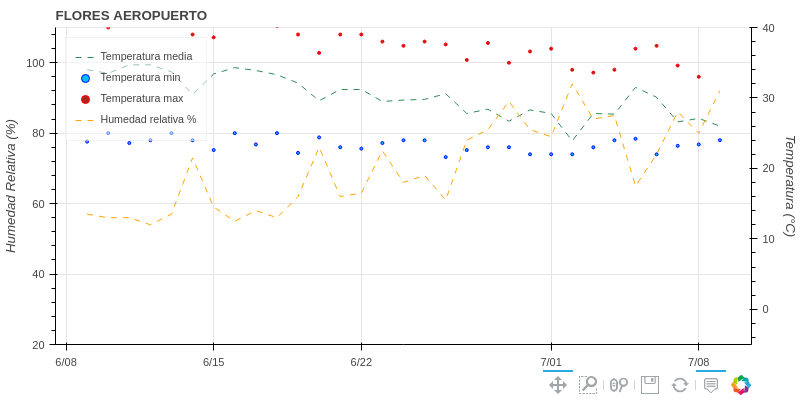 FLORES AEROPUERTO
Temperatura media
Temperatura min
Temperatura max
Humedad relativa %
Humedad Relativa (%)
100
80
60
40
20
Temperatura (°C)
40
30
20
10
0
6/08
6/15
6/22
7/01
7/08